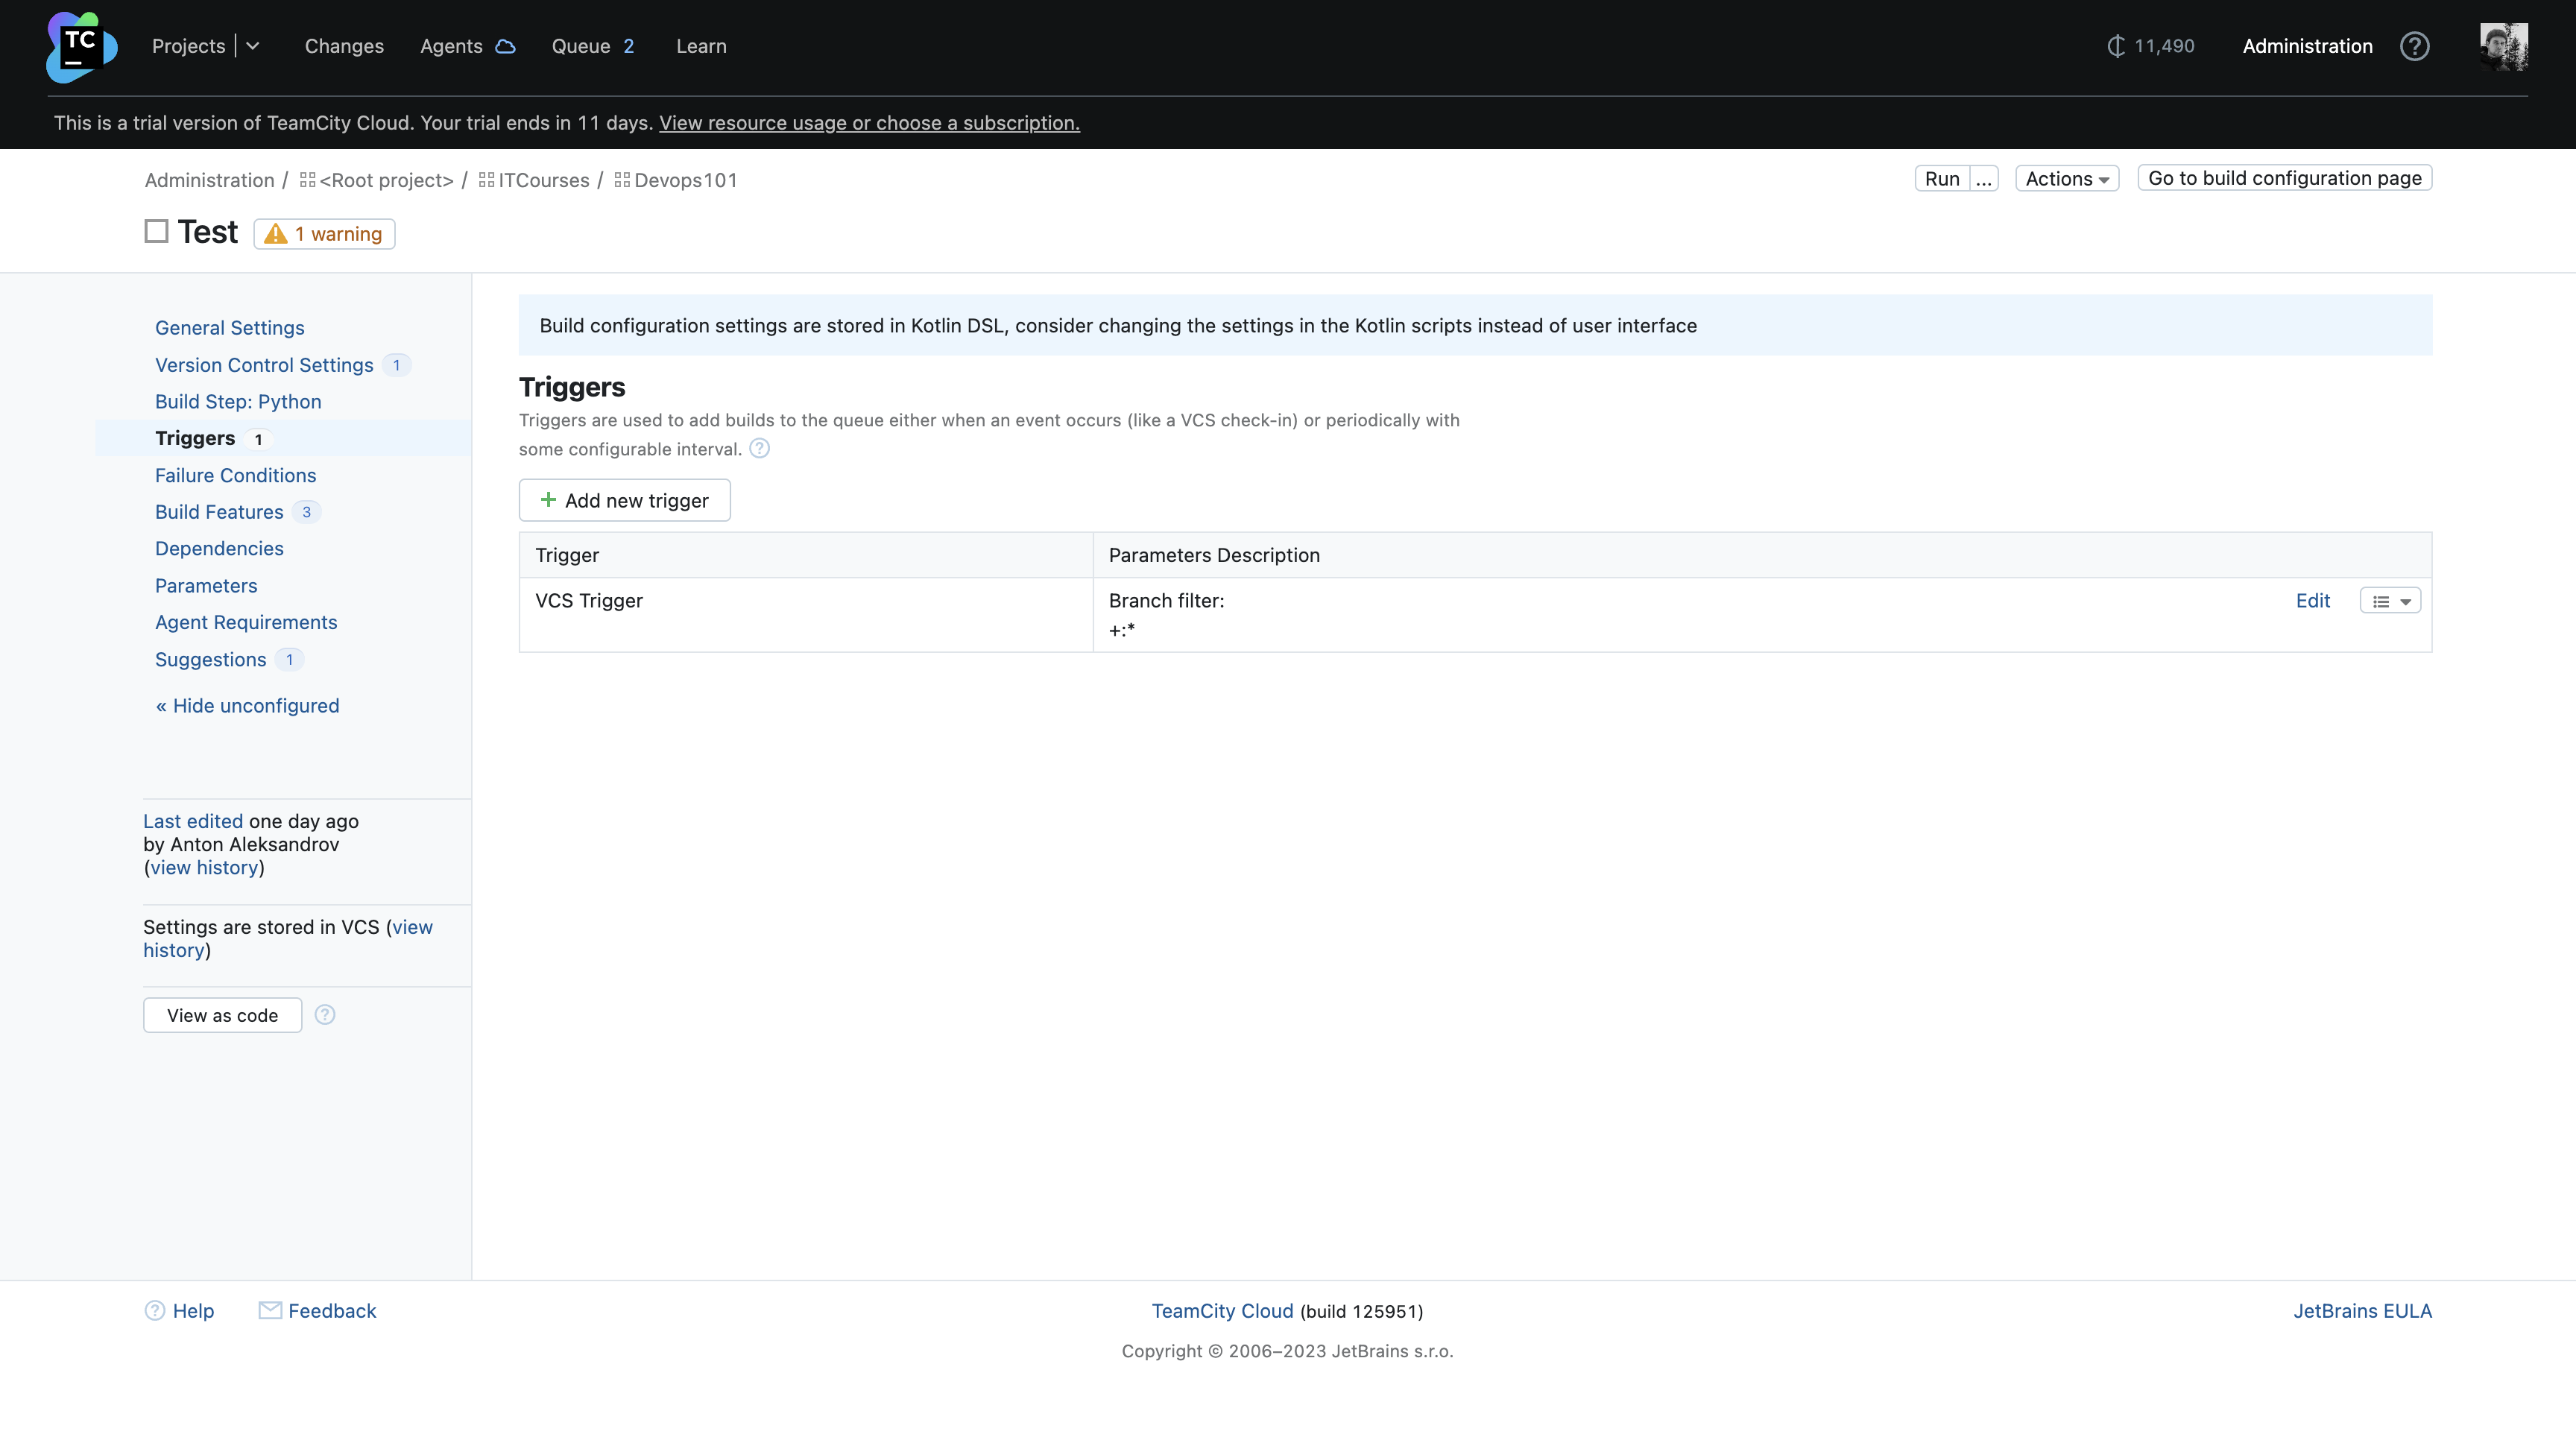 TC
Projects
Changes
Agents
Queue 2
Learn
11,490
Administration
This is a trial version of TeamCity Cloud. Your trial ends in 11 days. View resource usage or choose a subscription.
Administration / <Root project> / ITCourses / Devops101
Run ...
Actions
Go to build configuration page
Test
1 warning
General Settings
Version Control Settings 1
Build Step: Python
Triggers 1
Failure Conditions
Build Features 3
Dependencies
Parameters
Agent Requirements
Suggestions 1
« Hide unconfigured
Last edited one day ago
by Anton Aleksandrov
(view history)
Settings are stored in VCS (view
history)
View as code ?
Build configuration settings are stored in Kotlin DSL, consider changing the settings in the Kotlin scripts instead of user interface
Triggers
Triggers are used to add builds to the queue either when an event occurs (like a VCS check-in) or periodically with
some configurable interval. ?
+ Add new trigger
Trigger
Parameters Description
VCS Trigger
Branch filter:
+:*
Edit
? Help
Feedback
TeamCity Cloud (build 125951)
JetBrains EULA
Copyright © 2006–2023 JetBrains s.r.o.